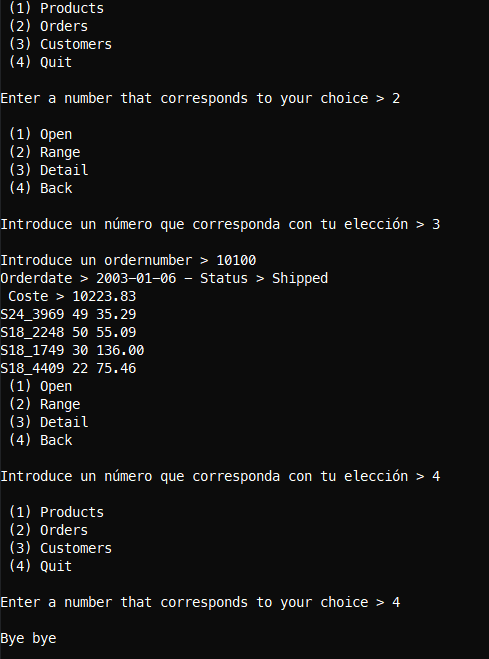 (1) Products
(2) Orders
(3) Customers
(4) Quit
Enter a number that corresponds to your choice > 2
(1) Open
(2) Range
(3) Detail
(4) Back
Introduce un número que corresponda con tu elección > 3
Introduce un ordernumber > 10100
Orderdate > 2003-01-06 - Status > Shipped
Coste > 10223.83
S24_3969 49 35.29
S18_2248 50 55.09
S18_1749 30 136.00
S18_4409 22 75.46
(1) Open
(2) Range
(3) Detail
(4) Back
Introduce un número que corresponda con tu elección > 4
(1) Products
(2) Orders
(3) Customers
(4) Quit
Enter a number that corresponds to your choice > 4
Bye bye